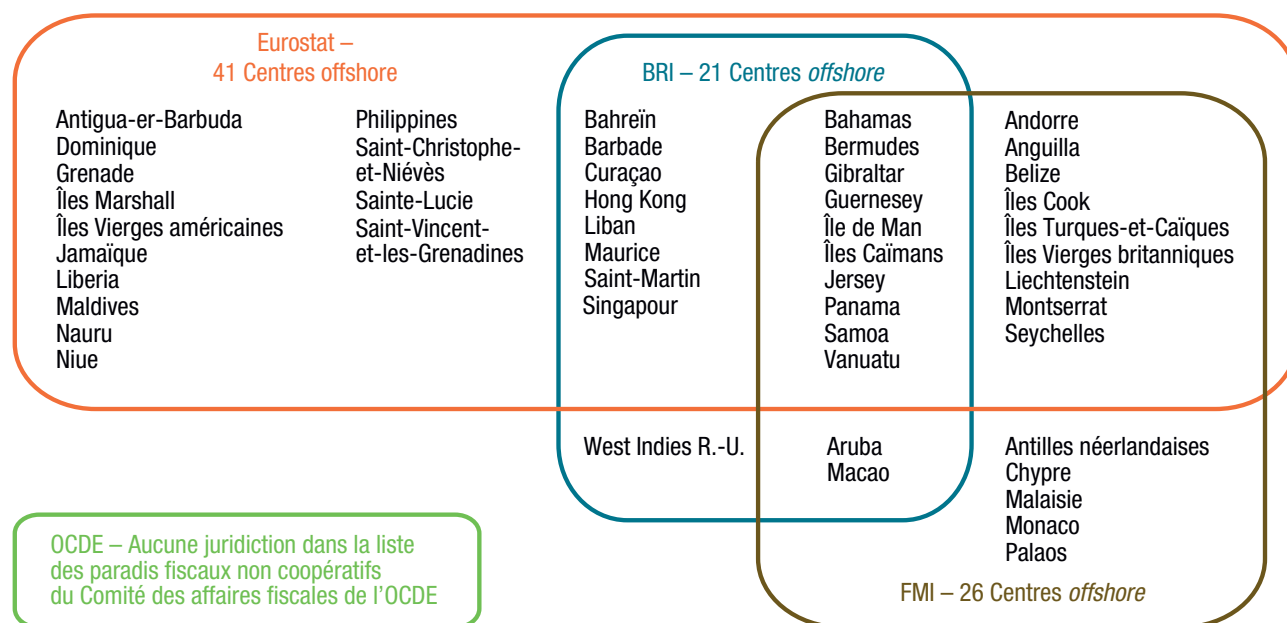 Eurostat –
41 Centres offshore
Antigua-er-Barbuda
Dominique
Grenade
Îles Marshall
Îles Vierges américaines
Jamaïque
Liberia
Maldives
Nauru
Niue
Philippines
Saint-Christophe-
et-Niévès
Sainte-Lucie
Saint-Vincent-
et-les-Grenadines
BRI – 21 Centres offshore
Bahreïn
Barbade
Curaçao
Hong Kong
Liban
Maurice
Saint-Martin
Singapour
Bahamas
Bermudes
Gibraltar
Guernesey
Île de Man
Îles Caïmans
Jersey
Panama
Samoa
Vanuatu
Andorre
Anguilla
Belize
Îles Cook
Îles Turques-et-Caïques
Îles Vierges britanniques
Liechtenstein
Montserrat
Seychelles
West Indies R.-U.
Aruba
Macao
Antilles néerlandaises
Chypre
Malaisie
Monaco
Palaos
FMI – 26 Centres offshore
OCDE – Aucune juridiction dans la liste
des paradis fiscaux non coopératifs
du Comité des affaires fiscales de l’OCDE